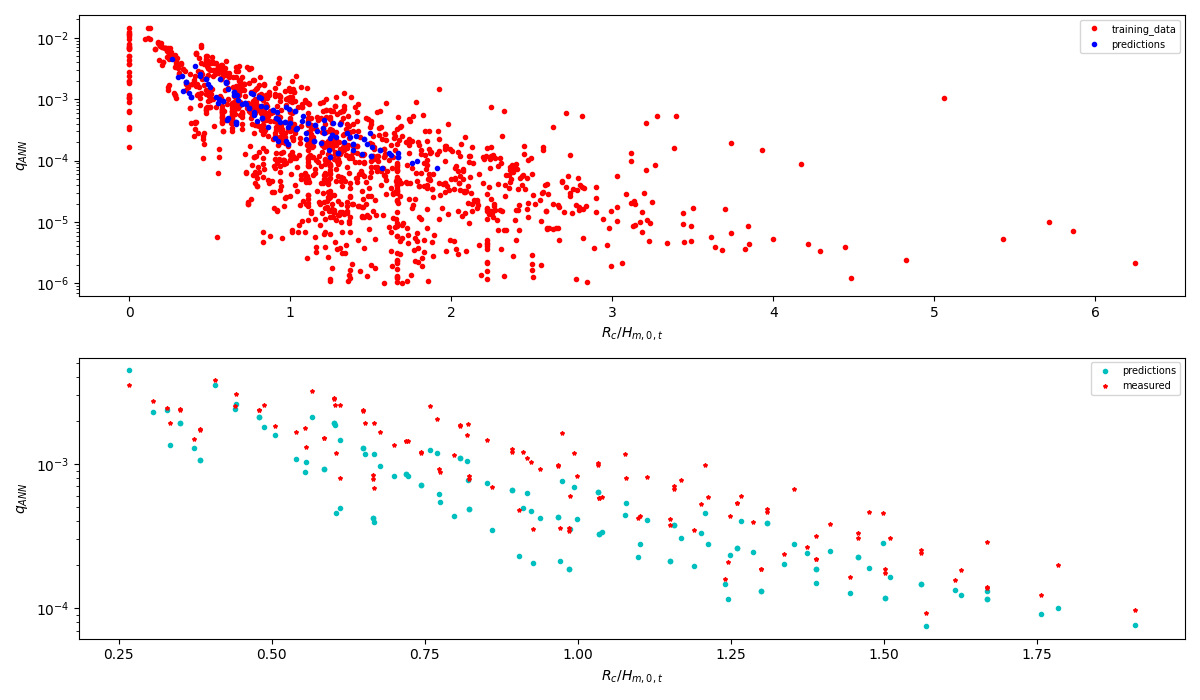 10⁻²
10⁻³
10⁻⁴
10⁻⁵
10⁻⁶
q_ANN
training_data
predictions
0 1 2 3 4 5 6
R_c/H_{m,0,t}
10⁻³
10⁻⁴
q_ANN
predictions
measured
0.25 0.50 0.75 1.00 1.25 1.50 1.75
R_c/H_{m,0,t}